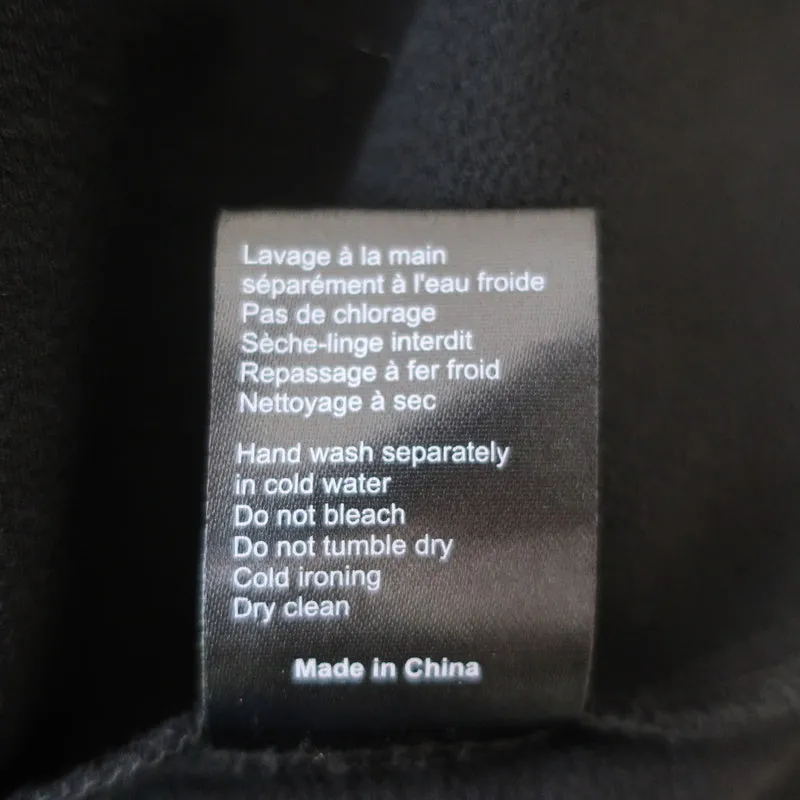 Lavage à la main
séparément à l'eau froide
Pas de chlorage
Sèche-linge interdit
Repassage à fer froid
Nettoyage à sec
Hand wash separately
in cold water
Do not bleach
Do not tumble dry
Cold ironing
Dry clean
Made in China